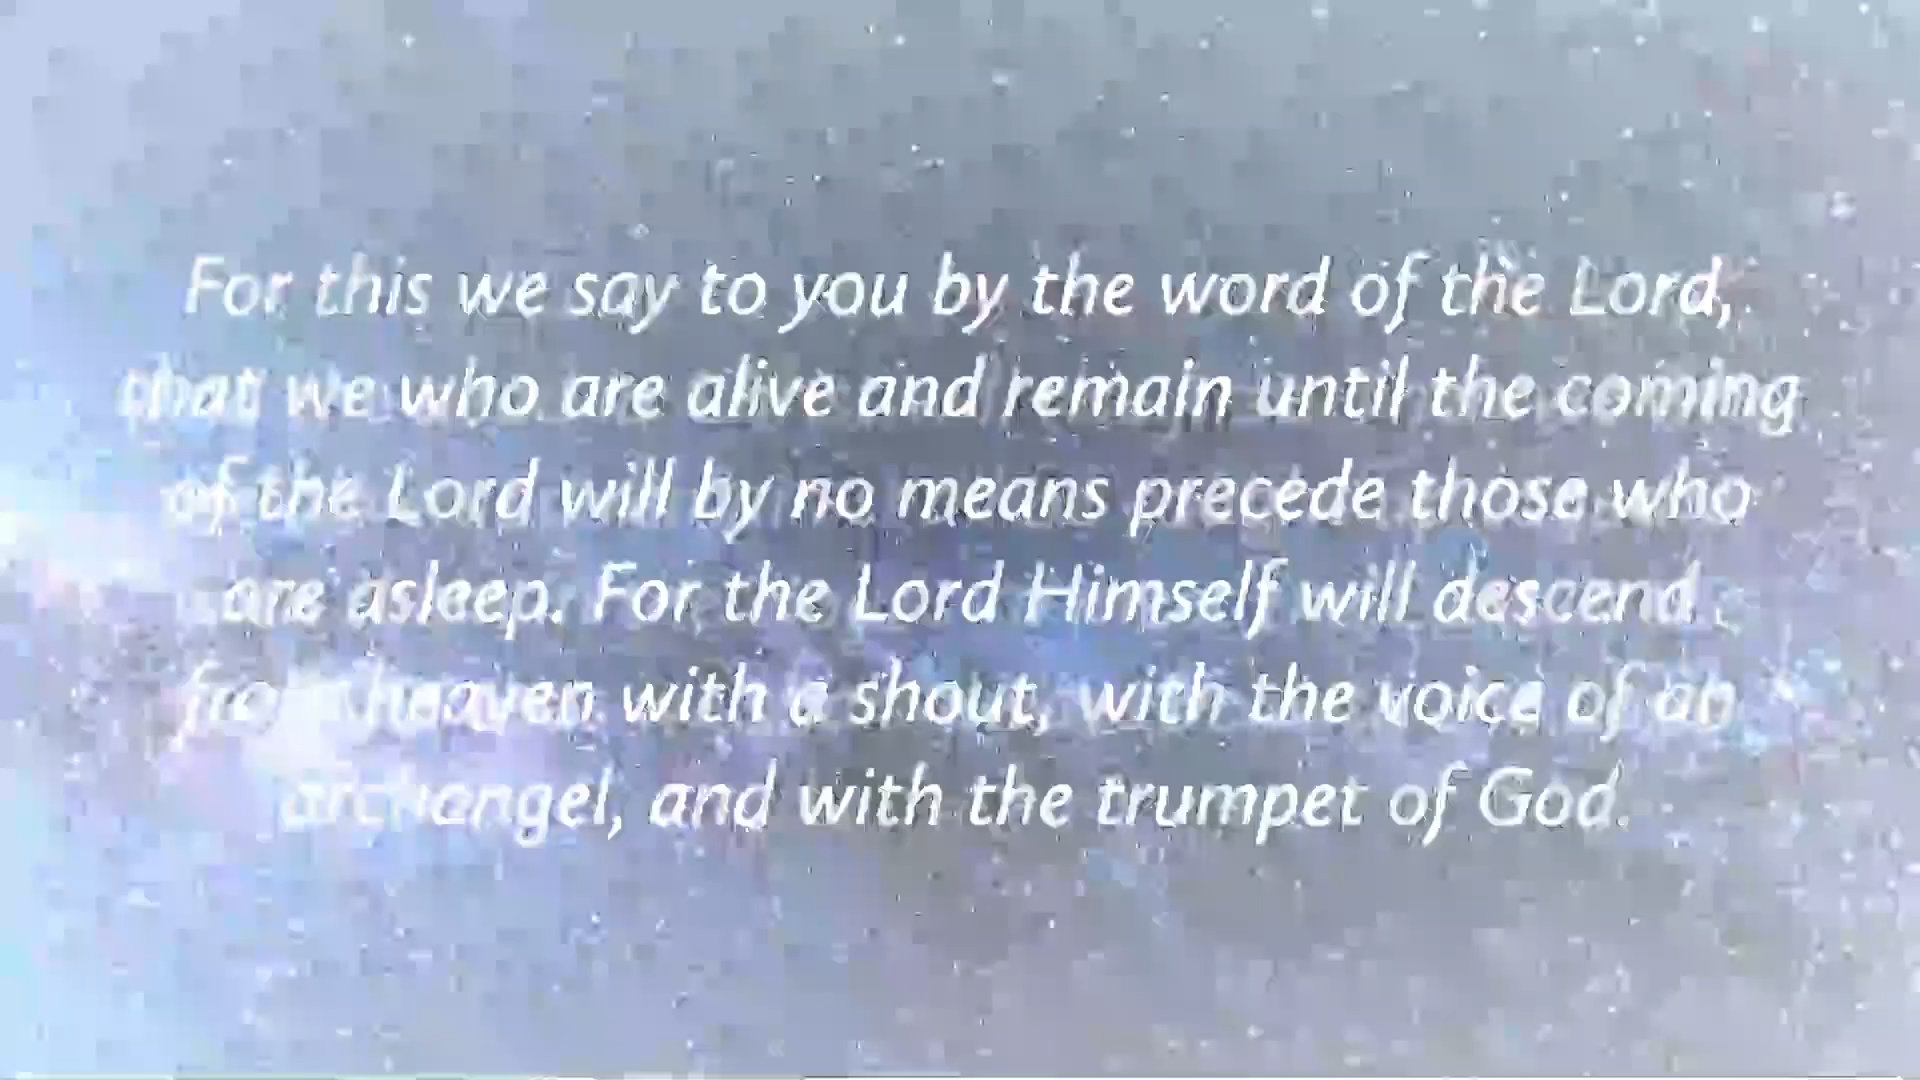 For this we say to you by the word of the Lord,
that we who are alive and remain until the coming
of the Lord will by no means precede those who
are asleep. For the Lord Himself will descend
from heaven with a shout, with the voice of an
archangel, and with the trumpet of God.